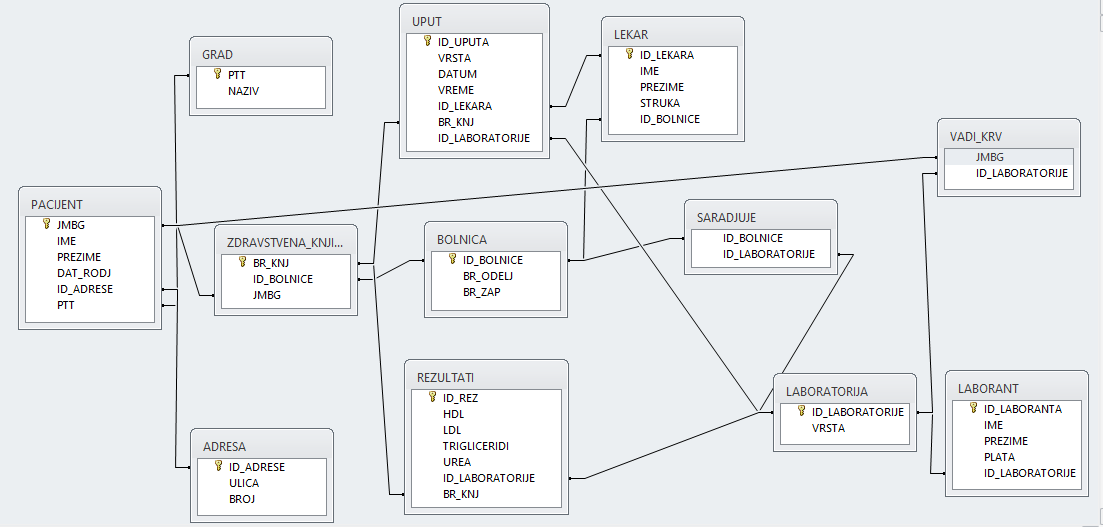 UPUT
ID_UPUTA
VRSTA
DATUM
VREME
ID_LEKARA
BR_KNJ
ID_LABORATORIJE
LEKAR
ID_LEKARA
IME
PREZIME
STRUKA
ID_BOLNICE
GRAD
PTT
NAZIV
VADI_KRV
JMBG
ID_LABORATORIJE
PACIJENT
JMBG
IME
PREZIME
DAT_RODJ
ID_ADRESE
PTT
ZDRAVSTVENA_KNJI...
BR_KNJ
ID_BOLNICE
JMBG
BOLNICA
ID_BOLNICE
BR_ODELJ
BR_ZAP
SARADJUJE
ID_BOLNICE
ID_LABORATORIJE
REZULTATI
ID_REZ
HDL
LDL
TRIGLICERIDI
UREA
ID_LABORATORIJE
BR_KNJ
LABORATORIJA
ID_LABORATORIJE
VRSTA
LABORANT
ID_LABORANTA
IME
PREZIME
PLATA
ID_LABORATORIJE
ADRESA
ID_ADRESE
ULICA
BROJ